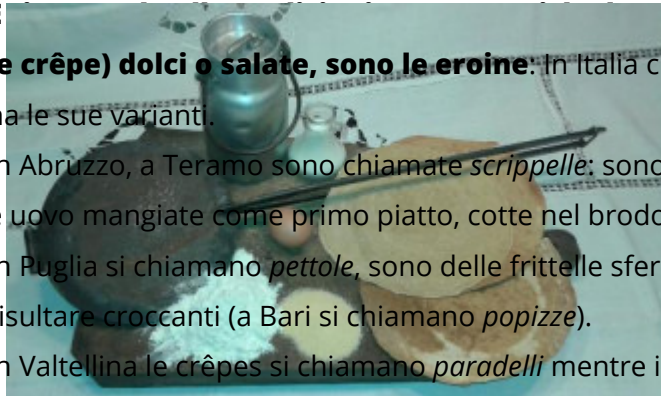 e crêpe) dolci o salate, sono le eroine: In Italia c
na le sue varianti.
n Abruzzo, a Teramo sono chiamate scrippelle: sono
e uovo mangiate come primo piatto, cotte nel brodo
n Puglia si chiamano pettole, sono delle frittelle sfer
isultare croccanti (a Bari si chiamano popizze).
n Valtellina le crêpes si chiamano paradelli mentre i